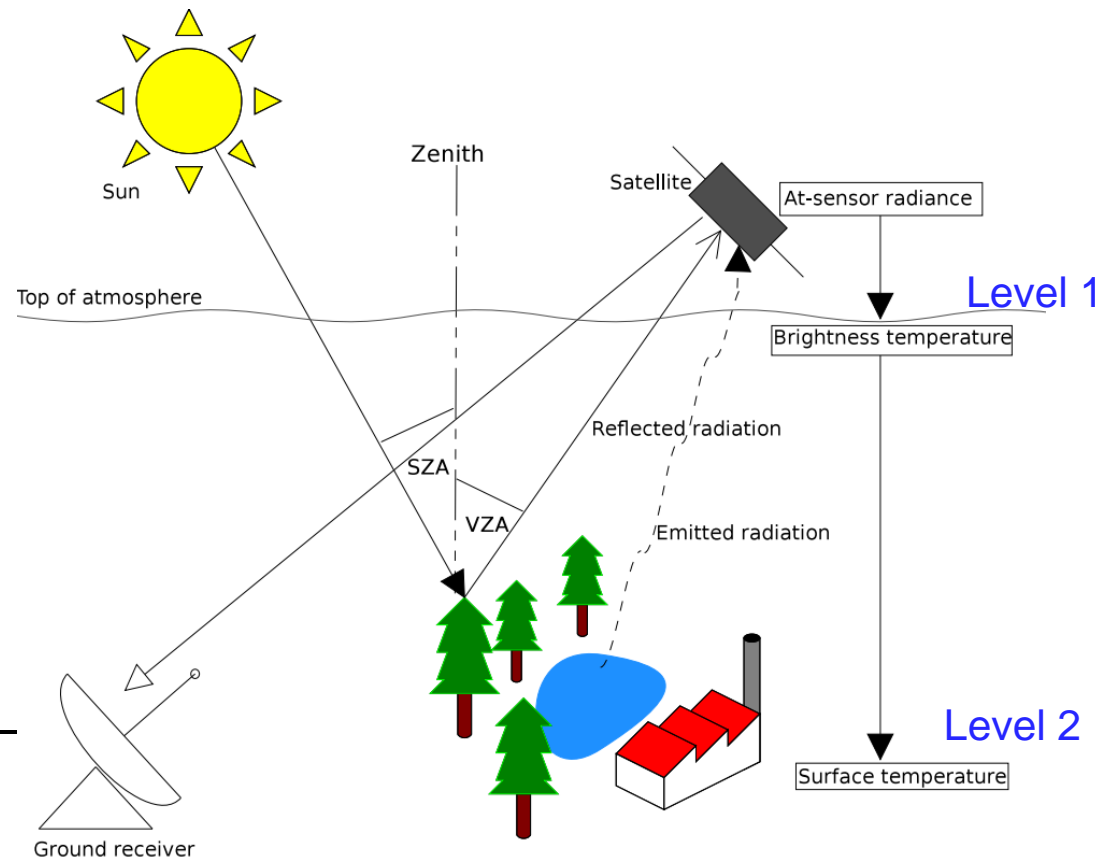 Zenith
Satellite
Sun
At-sensor radiance
Top of atmosphere
Level 1
Brightness temperature
Reflected radiation
SZA
VZA
Emitted radiation
Level 2
Surface temperature
Ground receiver